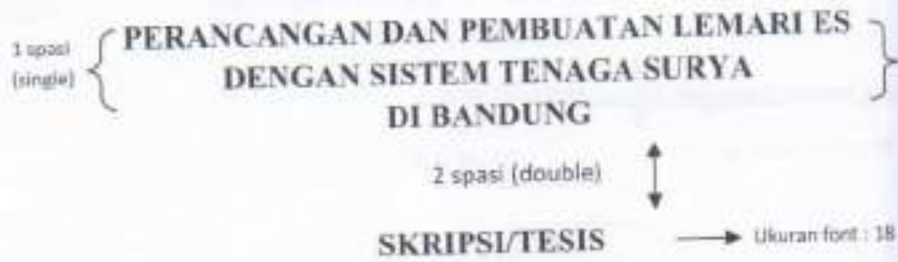 1 spasi
(single)
PERANCANGAN DAN PEMBUATAN LEMARI ES
DENGAN SISTEM TENAGA SURYA
DI BANDUNG
2 spasi (double)
SKRIPSI/TESIS
Ukuran font : 18